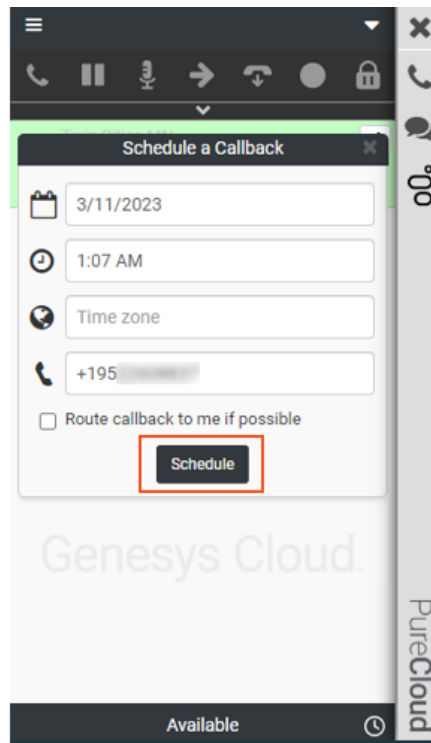 Schedule a Callback
3/11/2023
1:07 AM
Time zone
+195
Route callback to me if possible
Schedule
Genesys Cloud.
Available
PureCloud